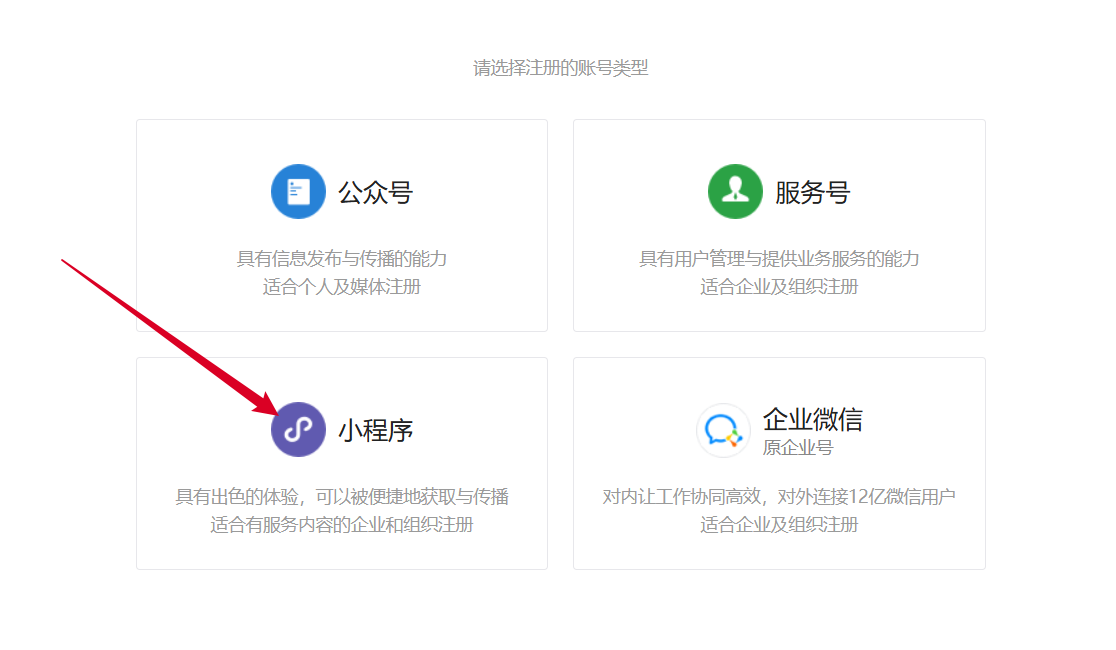 请选择注册的账号类型
公众号
具有信息发布与传播的能力
适合个人及媒体注册
服务号
具有用户管理与提供业务服务的能力
适合企业及组织注册
小程序
具有出色的体验，可以被便捷地获取与传播
适合有服务内容的企业和组织注册
企业微信
原企业号
对内让工作协同高效，对外连接12亿微信用户
适合企业及组织注册